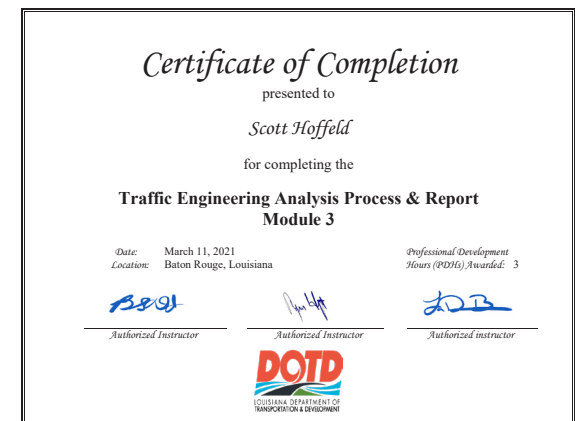 Certificate of Completion
presented to
Scott Hoffeld
for completing the
Traffic Engineering Analysis Process & Report
Module 3
Date: March 11, 2021
Location: Baton Rouge, Louisiana
Professional Development
Hours (PDHs) Awarded: 3
Authorized Instructor
Authorized Instructor
Authorized instructor
DOTD
LOUISIANA DEPARTMENT OF
TRANSPORTATION & DEVELOPMENT